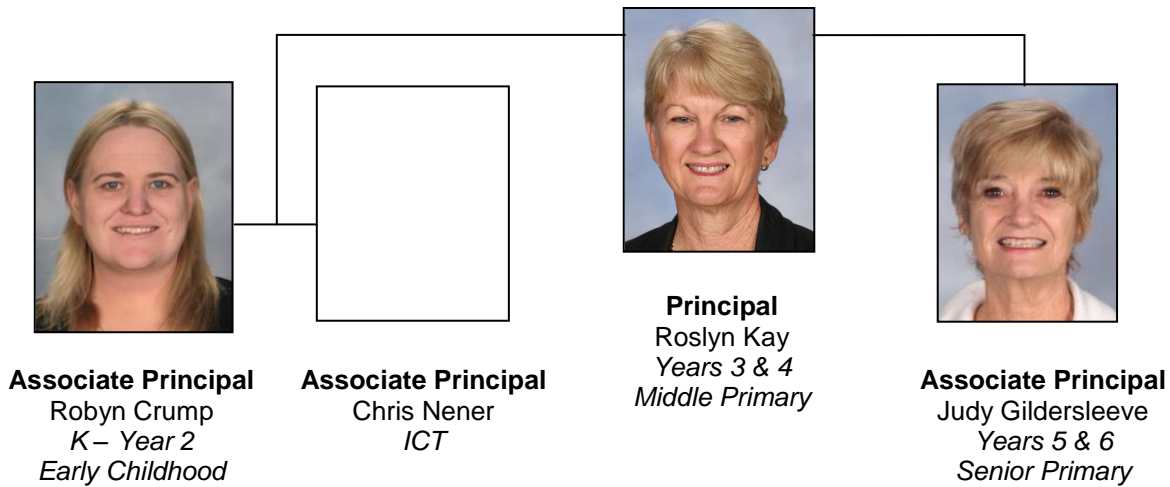 Associate Principal
Robyn Crump
K – Year 2
Early Childhood
Associate Principal
Chris Nener
ICT
Principal
Roslyn Kay
Years 3 & 4
Middle Primary
Associate Principal
Judy Gildersleeve
Years 5 & 6
Senior Primary